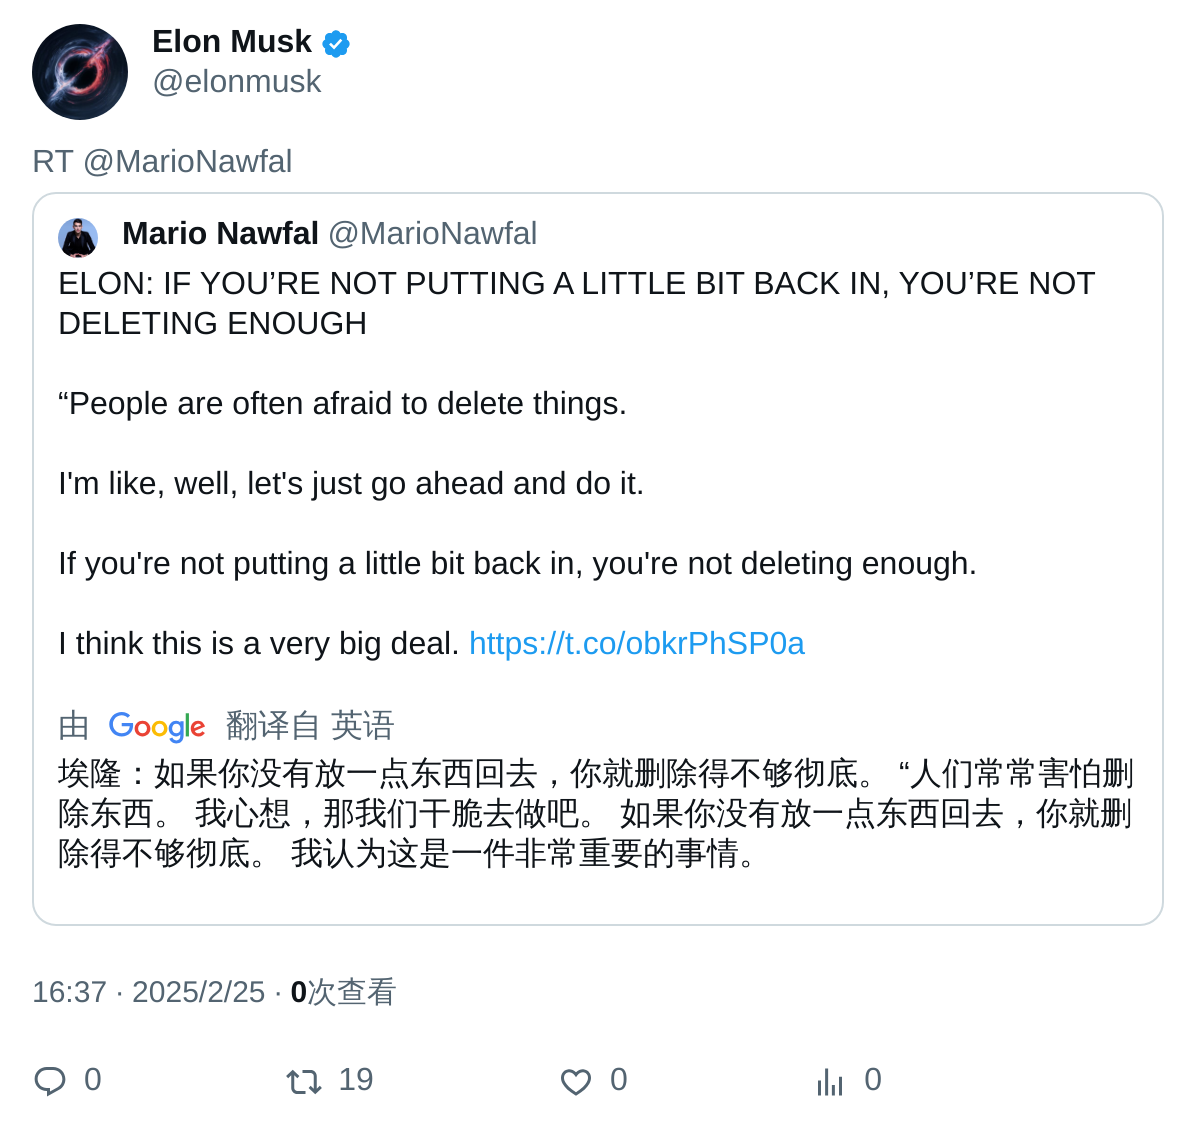 Elon Musk
@elonmusk
RT @MarioNawfal
Mario Nawfal @MarioNawfal
ELON: IF YOU’RE NOT PUTTING A LITTLE BIT BACK IN, YOU’RE NOT
DELETING ENOUGH
“People are often afraid to delete things.
I'm like, well, let's just go ahead and do it.
If you're not putting a little bit back in, you're not deleting enough.
I think this is a very big deal. https://t.co/obkrPhSP0a
由 Google 翻译自 英语
埃隆：如果你没有放一点东西回去，你就删除得不够彻底。 “人们常常害怕删
除东西。 我心想，那我们干脆去做吧。 如果你没有放一点东西回去，你就删
除得不够彻底。 我认为这是一件非常重要的事情。
16:37 · 2025/2/25 · 0次查看
0 19 0 0